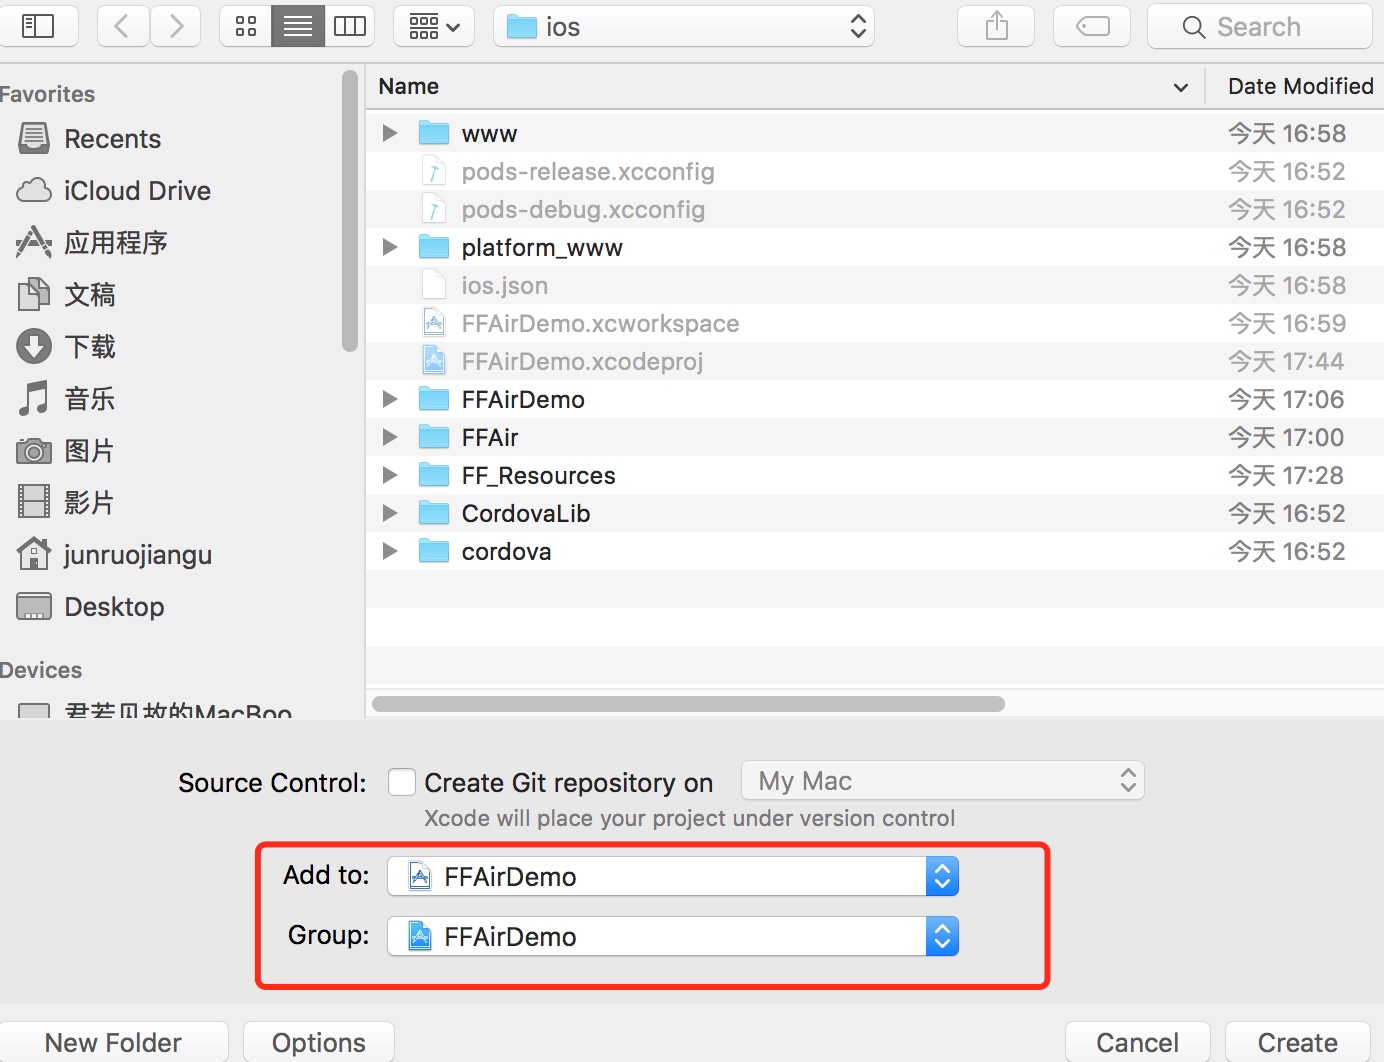 ios
Search
Favorites
Recents
iCloud Drive
应用程序
文稿
下载
音乐
图片
影片
junruojiangu
Desktop
Devices
君若见故的MacBoo
Name Date Modified
www 今天 16:58
pods-release.xcconfig 今天 16:52
pods-debug.xcconfig 今天 16:52
platform_www 今天 16:58
ios.json 今天 16:58
FFAirDemo.xcworkspace 今天 16:59
FFAirDemo.xcodeproj 今天 17:44
FFAirDemo 今天 17:06
FFAir 今天 17:00
FF_Resources 今天 17:28
CordovaLib 今天 16:52
cordova 今天 16:52
Source Control: Create Git repository on My Mac
Xcode will place your project under version control
Add to: FFAirDemo
Group: FFAirDemo
New Folder Options Cancel Create